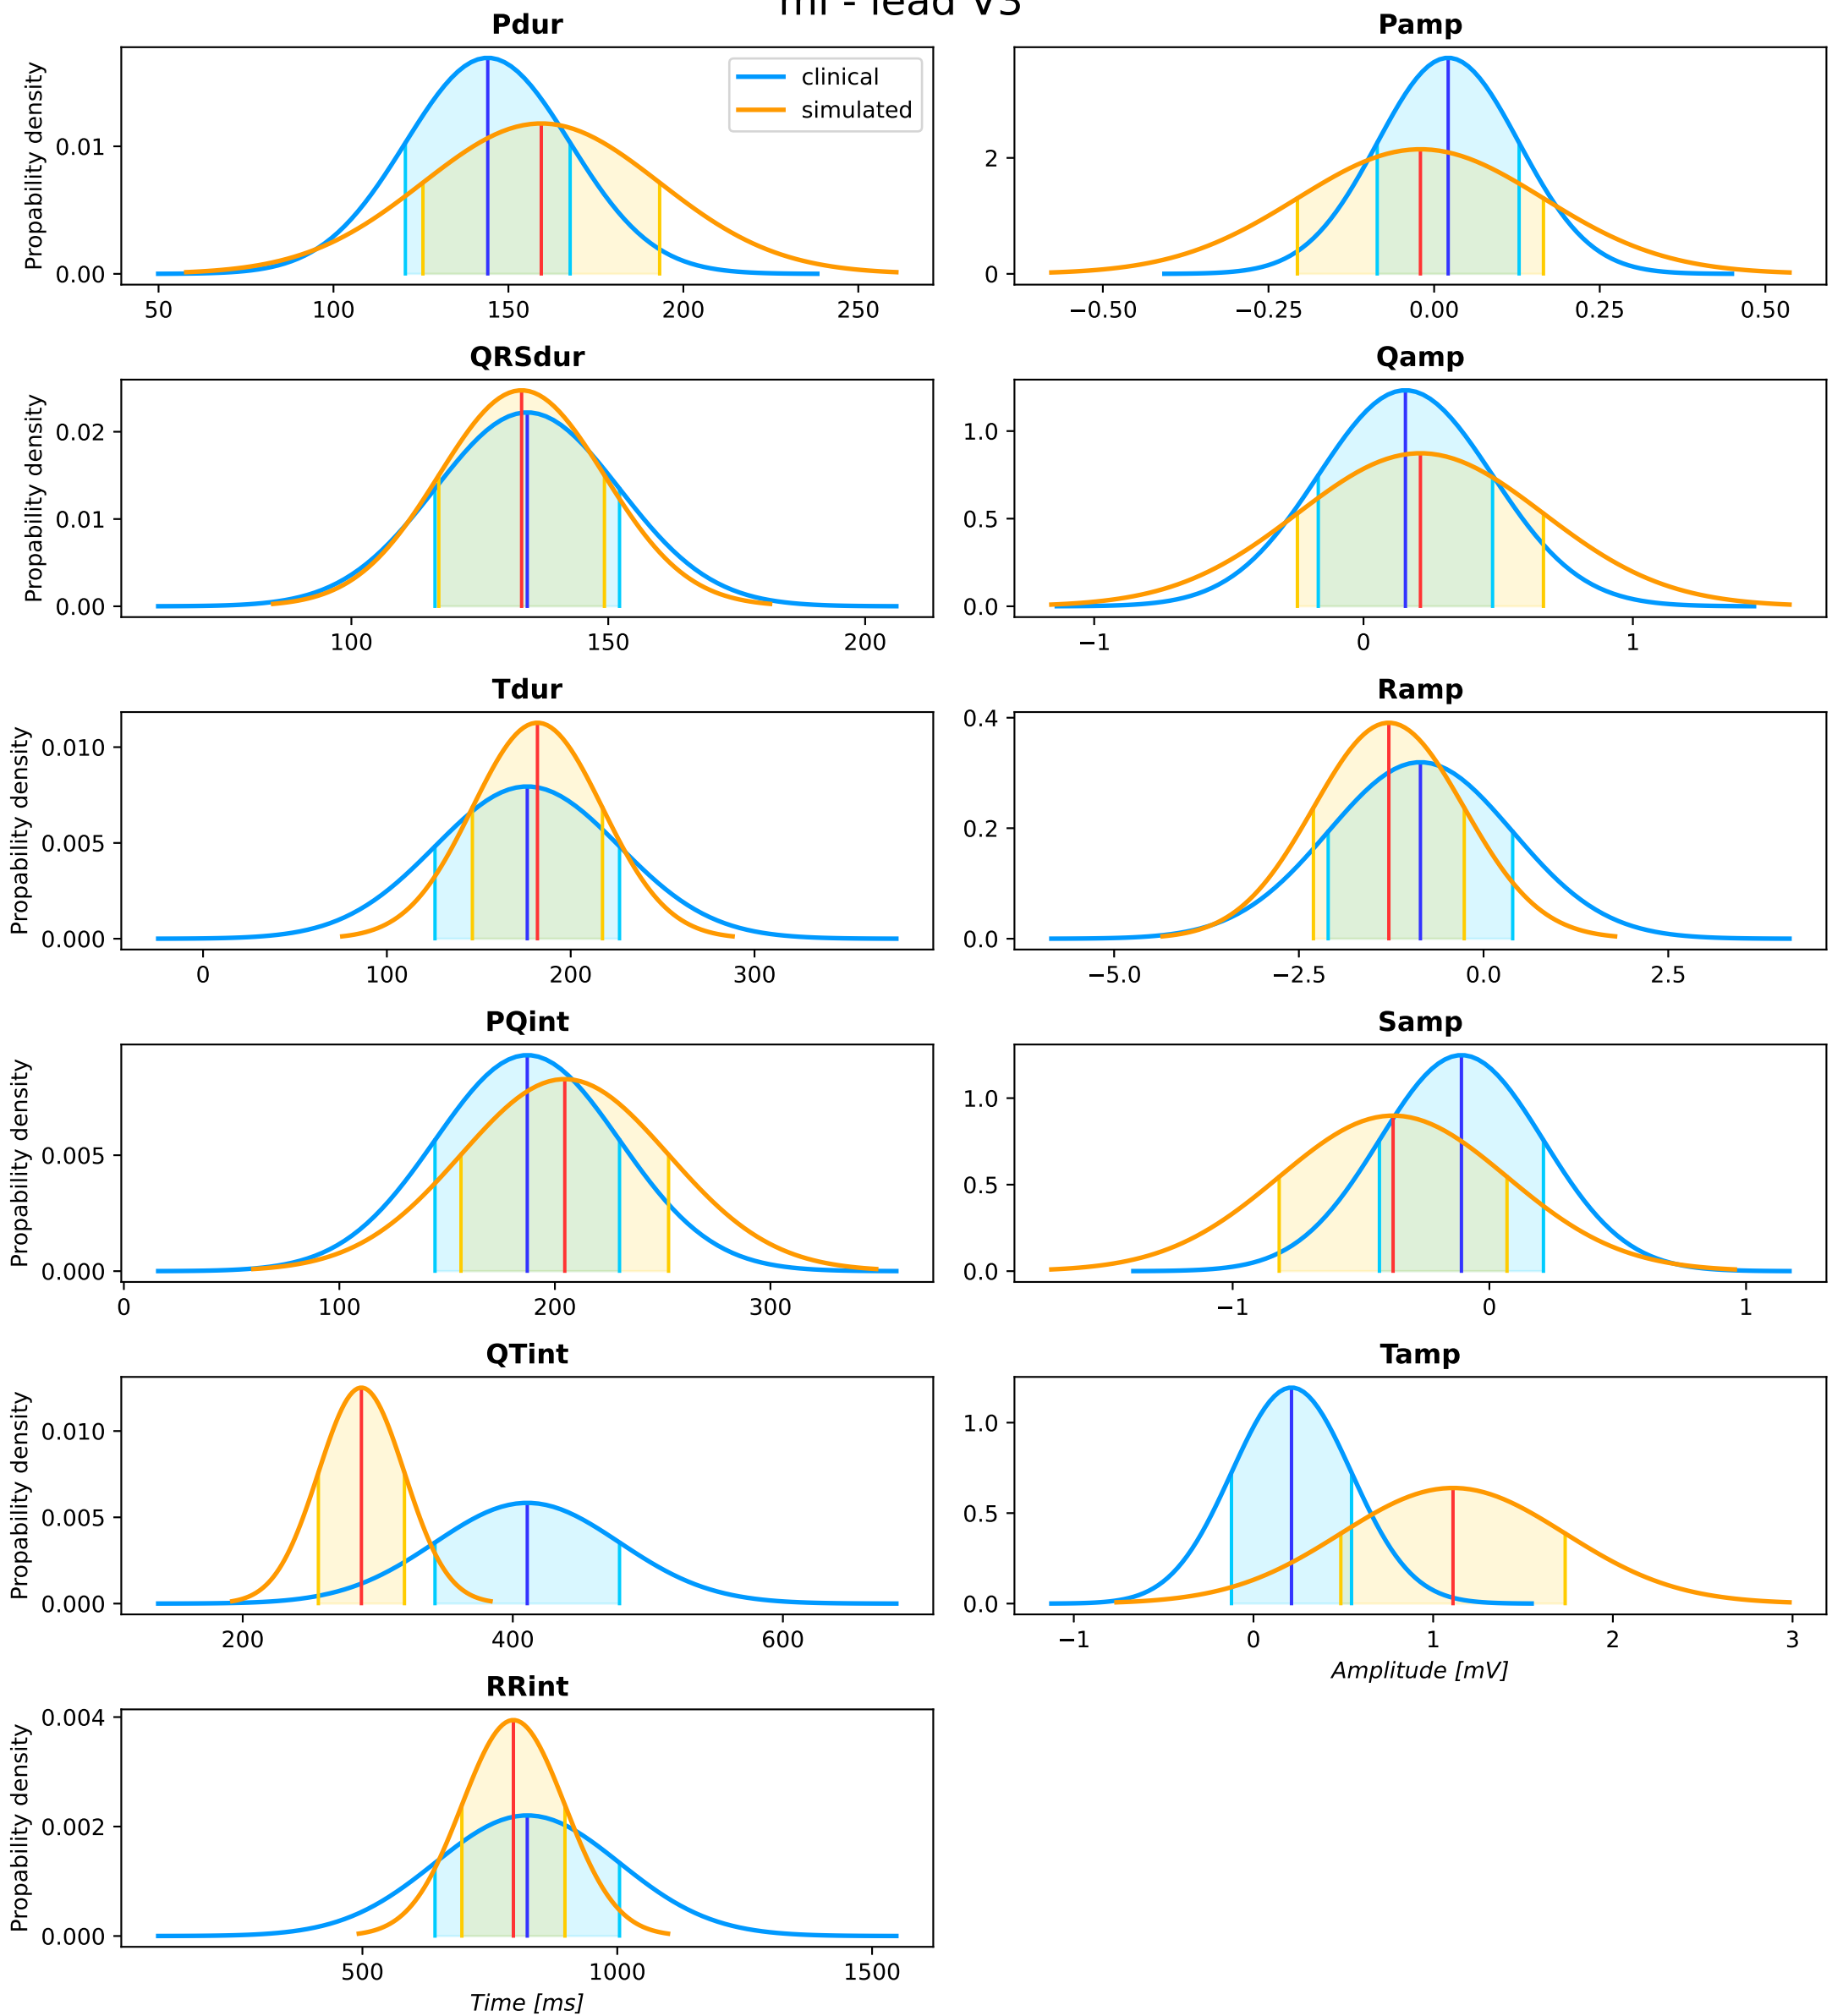 mi - lead V3
Pdur
Pamp
Propability density
0.01
0.00
clinical
simulated
50 100 150 200 250
2
0
−0.50 −0.25 0.00 0.25 0.50
QRSdur
Qamp
Propability density
0.02
0.01
0.00
100 150 200
1.0
0.5
0.0
−1 0 1
Tdur
Ramp
Propability density
0.010
0.005
0.000
0 100 200 300
0.4
0.2
0.0
−5.0 −2.5 0.0 2.5
PQint
Samp
Propability density
0.005
0.000
0 100 200 300
1.0
0.5
0.0
−1 0 1
QTint
Tamp
Propability density
0.010
0.005
0.000
200 400 600
1.0
0.5
0.0
−1 0 1 2 3
Amplitude [mV]
RRint
Propability density
0.004
0.002
0.000
500 1000 1500
Time [ms]